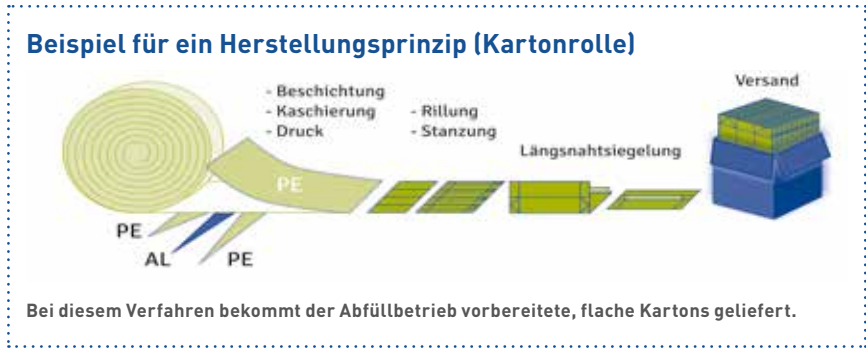 Beispiel für ein Herstellungsprinzip (Kartonrolle)
- Beschichtung
- Kaschierung
- Druck
- Rillung
- Stanzung
Längsnahtsiegelung
Versand
PE
PE
AL
PE
Bei diesem Verfahren bekommt der Abfüllbetrieb vorbereitete, flache Kartons geliefert.